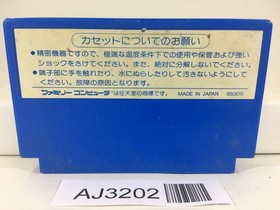 カセットについてのお願い
●精密機器ですので、極端な温度条件下での使用や保管および強い
ショックをさけてください。また、絶対に分解しないでください。
●端子部に手を触れたり、水にぬらしたりして汚さないようにして
ください。故障の原因となります。
ファミリーコンピュータは任天堂の商標です。 MADE IN JAPAN 850610
AJ3202